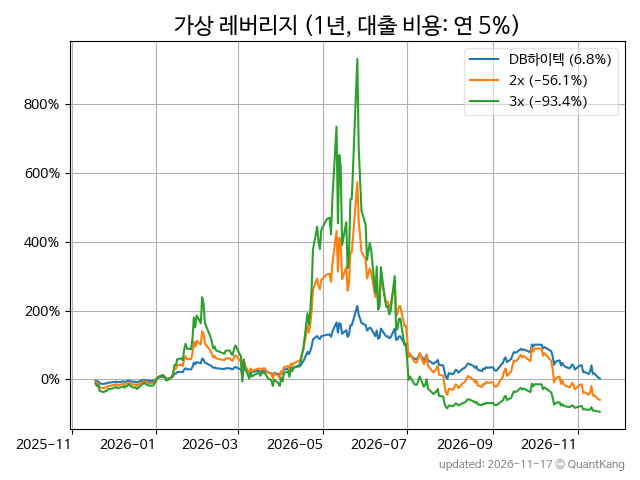 가상 레버리지 (1년, 대출 비용: 연 5%)
DB하이텍 (6.8%)
2x (−56.1%)
3x (−93.4%)
800%
600%
400%
200%
0%
2025-11 2026-01 2026-03 2026-05 2026-07 2026-09 2026-11
updated: 2026-11-17 © QuantKang